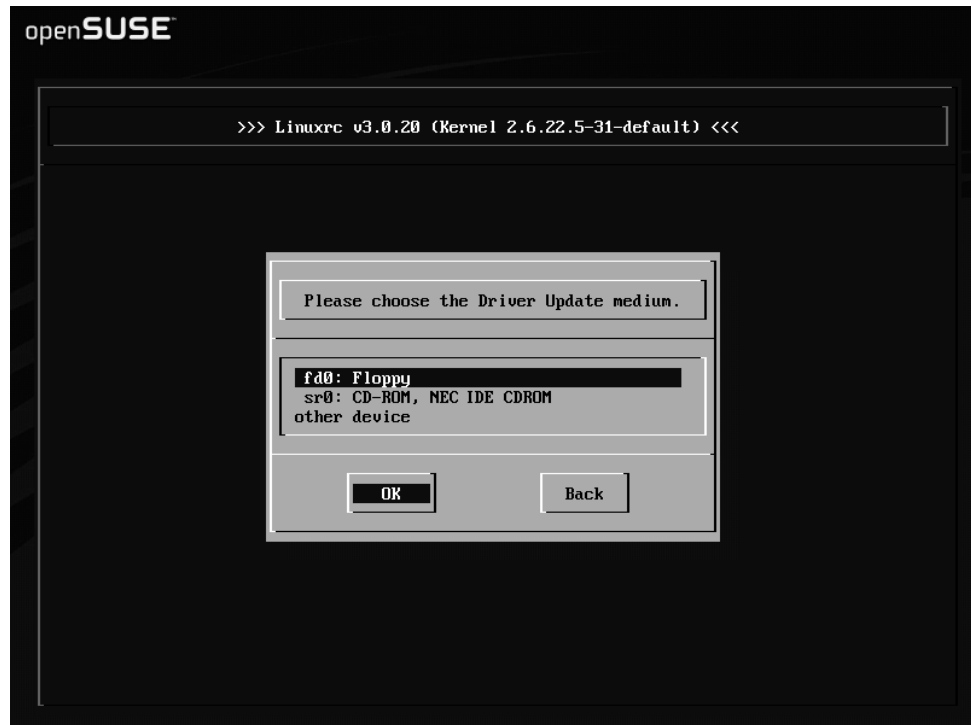 openSUSE™
>>> Linuxrc v3.0.20 (Kernel 2.6.22.5-31-default) <<<
Please choose the Driver Update medium.
fd0: Floppy
sr0: CD-ROM, NEC IDE CDROM
other device
OK Back